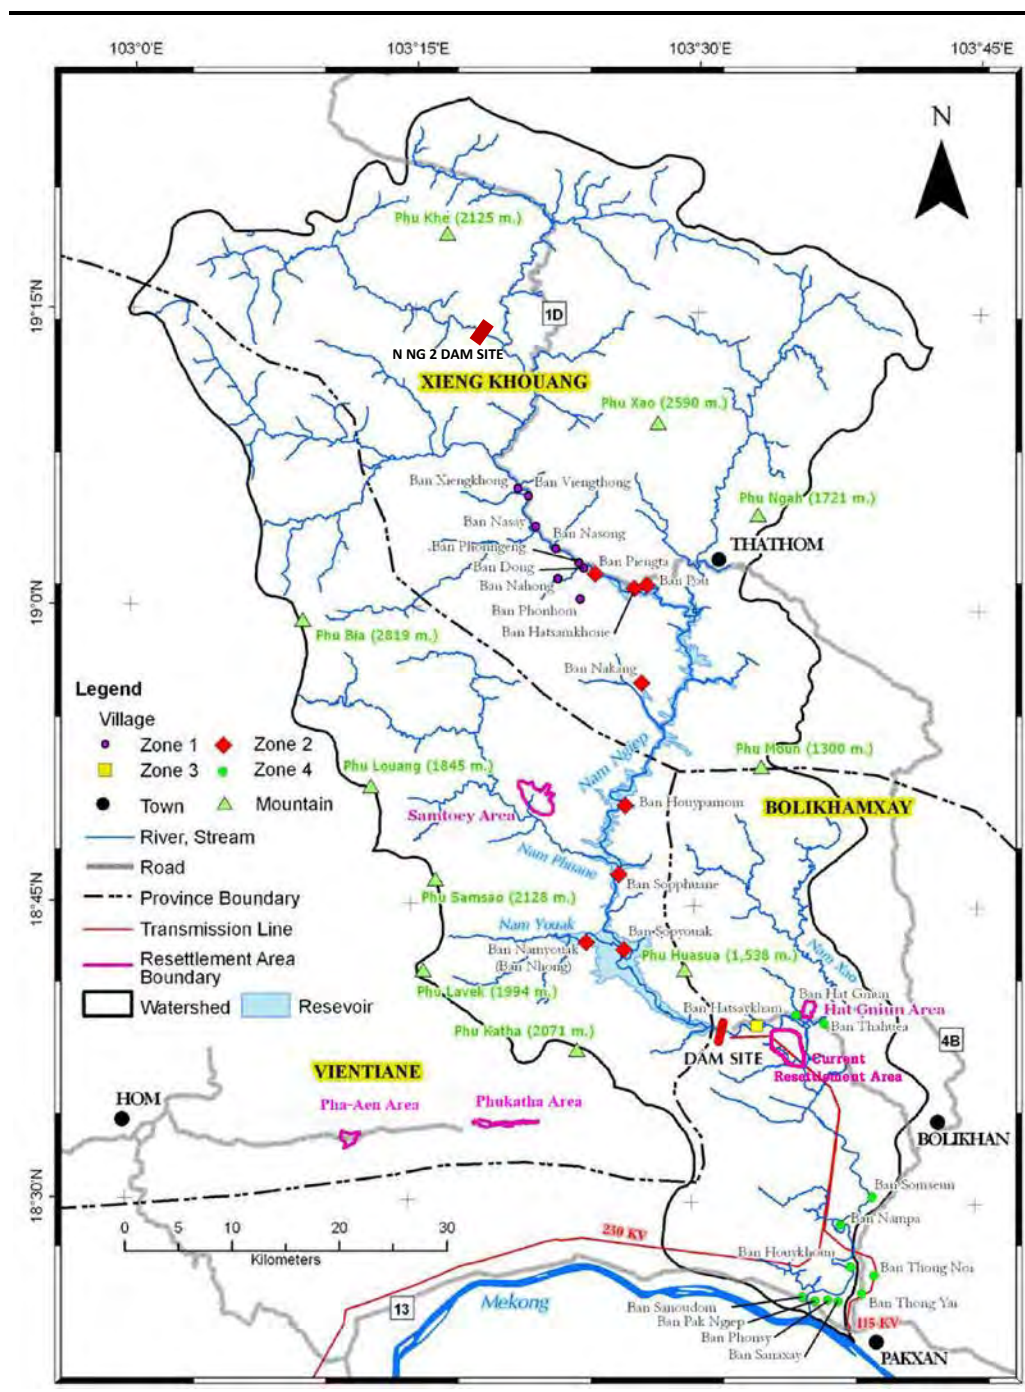 103°0'E 103°15'E 103°30'E 103°45'E
N
Phu Khe (2125 m.)
19°15'N
1D
N NG 2 DAM SITE
XIENG KHOUANG
Phu Xao (2590 m.)
Ban Xiengkhong
Ban Viengthong
Phu Ngah (1721 m.)
Ban Nasay
Ban Nasong
THATHOM
Ban Phonngeng
Ban Piengta
Ban Dong
Ban Pou
Ban Nahong
19°0'N
Ban Phonhom
Ban Hatsamkhone
Phu Bia (2819 m.)
Ban Nakang
Legend
Village
Zone 1 Zone 2
Zone 3 Zone 4
Town Mountain
River, Stream
Road
Province Boundary
Transmission Line
Resettlement Area
Boundary
Watershed Resevoir
Nam Ngiep
Phu Moun (1300 m.)
Phu Louang (1845 m.)
Samtoey Area
Ban Houypamom
BOLIKHAMXAY
Nam Phuane
Ban Sopphuane
18°45'N
Phu Samsao (2128 m.)
Nam Youak
Ban Sopyouak
Ban Namyouak
(Ban Nhong)
Phu Huasua (1,538 m.)
Nam Xao
Phu Lavek (1994 m.)
Ban Hat Gniun
Ban Hatsaykham
Hat Gniun Area
Ban Thahuea
Phu Katha (2071 m.)
DAM SITE
4B
Current
Resettlement Area
VIENTIANE
HOM
Pha-Aen Area
Phukatha Area
BOLIKHAN
18°30'N
Ban Somseun
Ban Nampa
0 5 10 20 30
Kilometers
230 KV
Ban Houykhoun
Ban Thong Noi
Mekong
13
Ban Sanoudom
Ban Thong Yai
Ban Pak Ngiep
Ban Phonsy
115 KV
Ban Sanaxay
PAKXAN